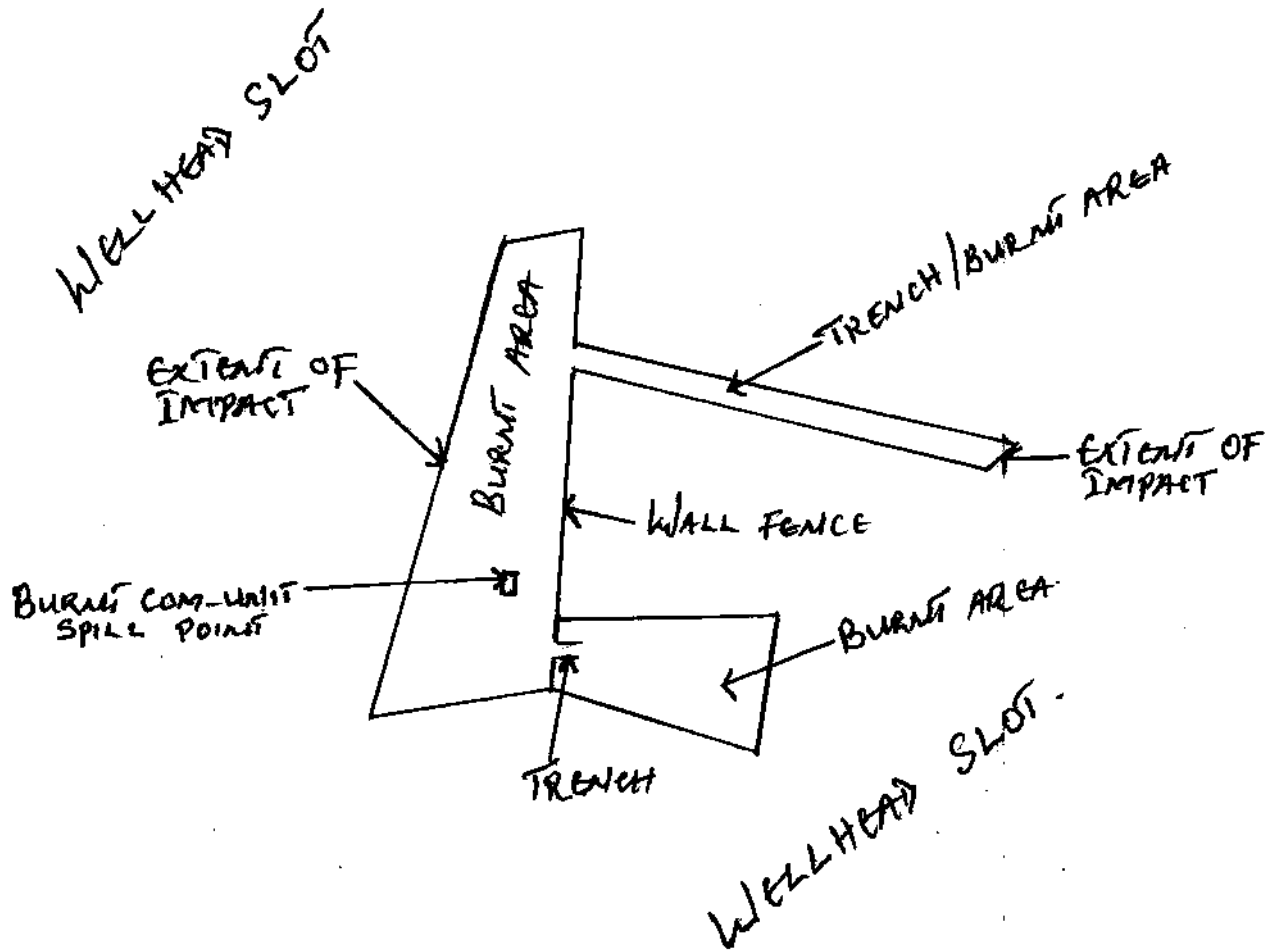 WELLHEAD SLOT
TRENCH/BURNT AREA
BURNT AREA
EXTENT OF
IMPACT
EXTENT OF
IMPACT
WALL FENCE
BURNT COM-UNIT
SPILL POINT
BURNT AREA
TRENCH
WELLHEAD SLOT.